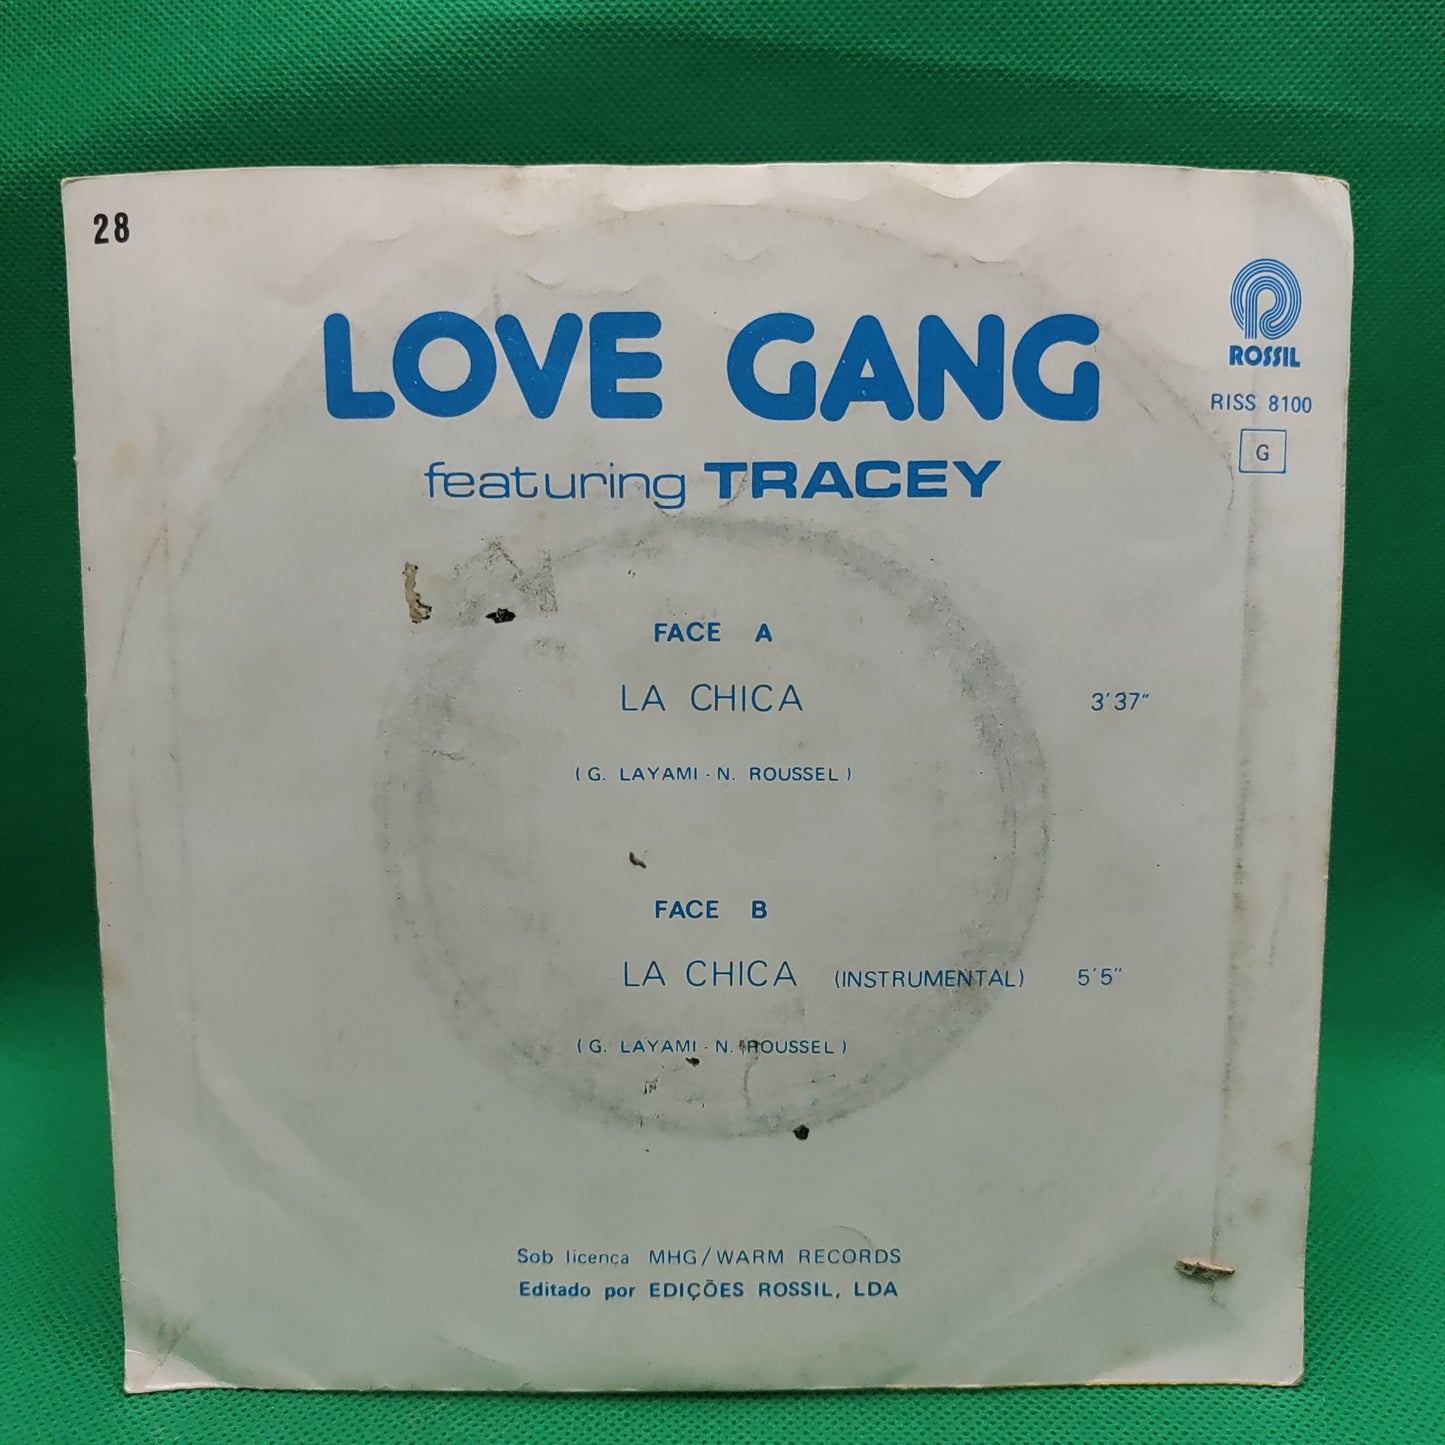 28
ROSSIL
RISS 8100
G
LOVE GANG
featuring TRACEY
FACE A
LA CHICA 3'37"
(G. LAYAMI - N. ROUSSEL)
FACE B
LA CHICA (INSTRUMENTAL) 5'5"
(G. LAYAMI - N. ROUSSEL)
Sob licença MHG/WARM RECORDS
Editado por EDIÇÕES ROSSIL, LDA